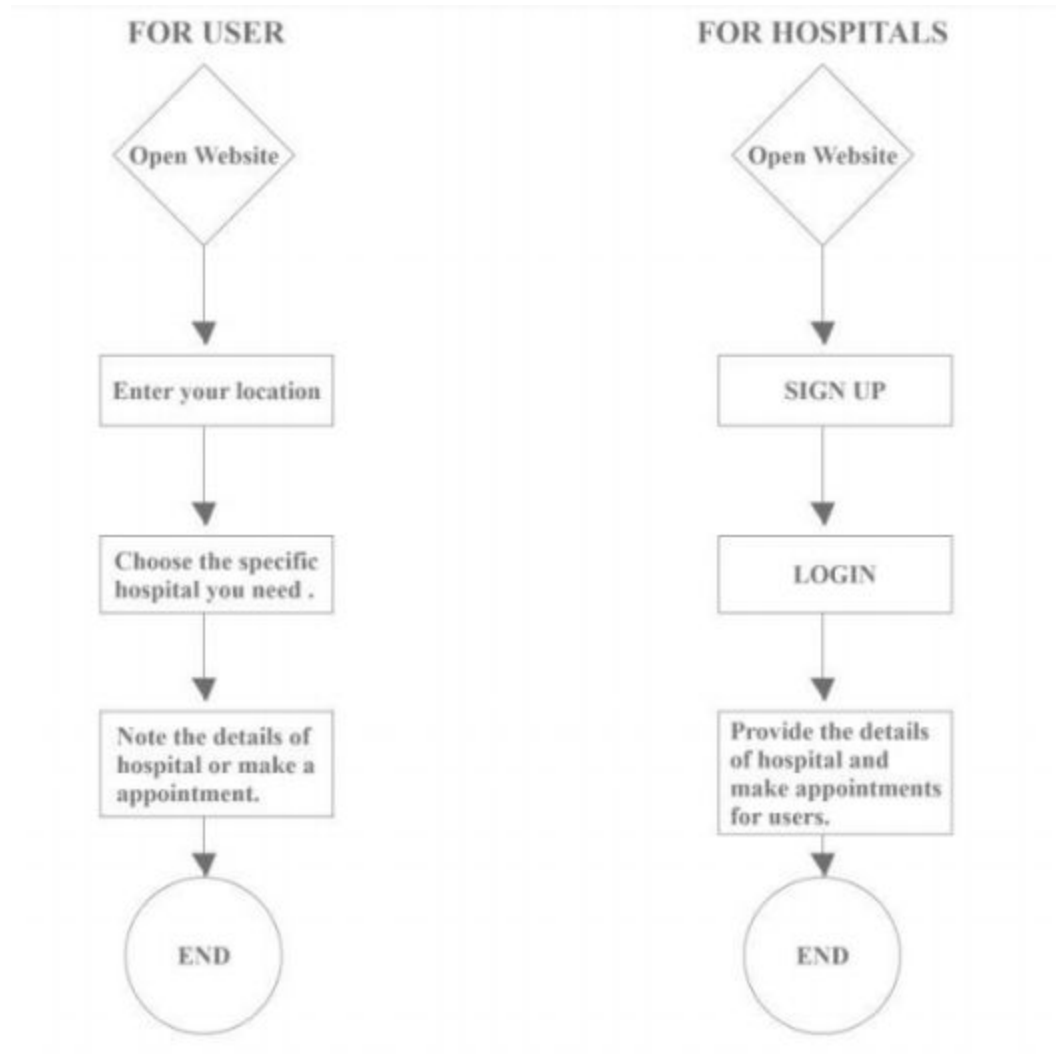 FOR USER
Open Website
Enter your location
Choose the specific
hospital you need .
Note the details of
hospital or make a
appointment.
END
FOR HOSPITALS
Open Website
SIGN UP
LOGIN
Provide the details
of hospital and
make appointments
for users.
END